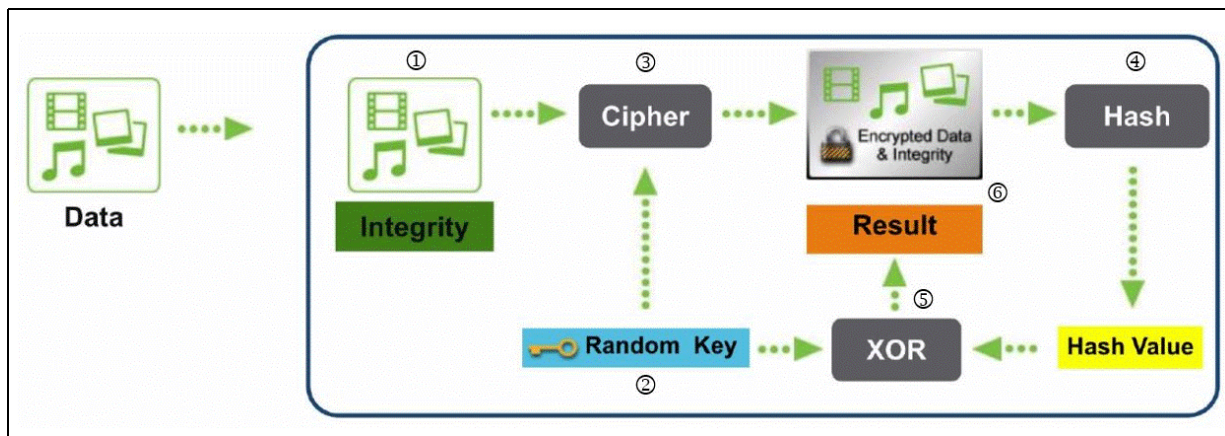 ①
③
④
Cipher
Encrypted Data
& Integrity
Hash
Data
Integrity
⑥
Result
⑤
Random Key
XOR
Hash Value
②